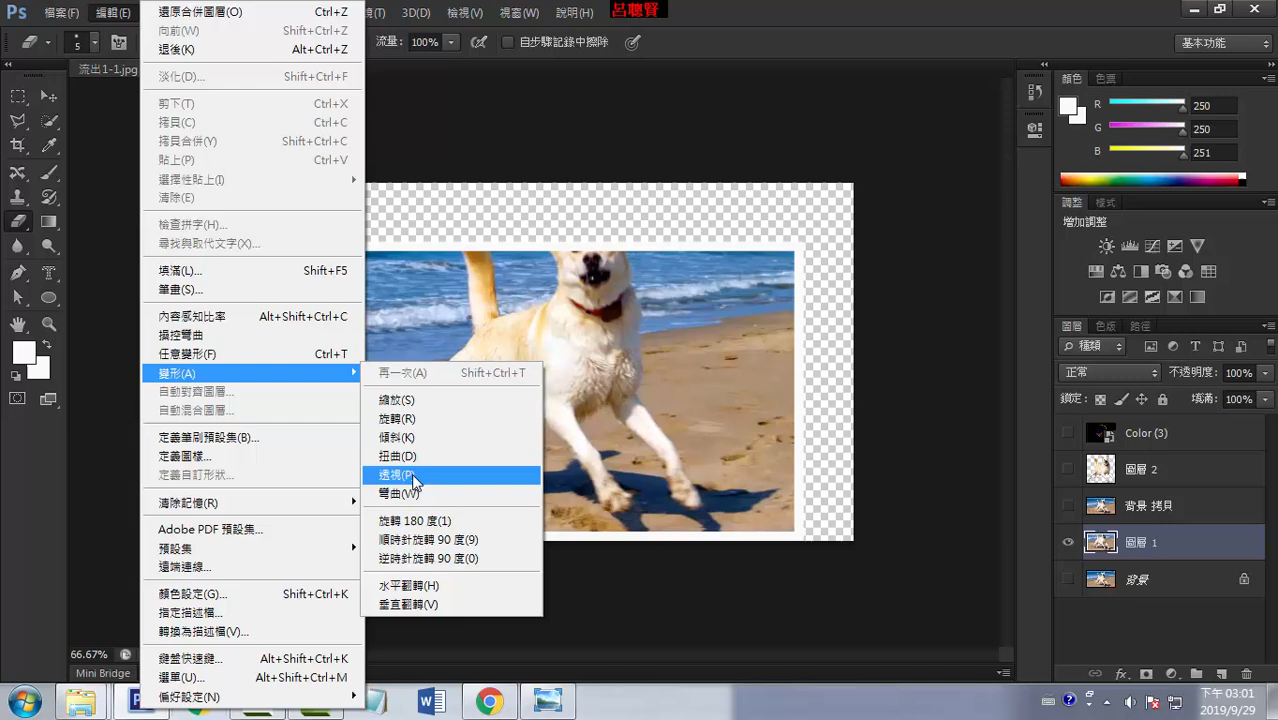 Ps 檔案(F) 編輯(E) (T) 3D(D) 檢視(V) 視窗(W) 說明(H) 呂聰賢
5 流量: 100% 自步驟記錄中擦除 基本功能
流出1-1.jpg
還原合併圖層(O) Ctrl+Z
向前(W) Shift+Ctrl+Z
退後(K) Alt+Ctrl+Z
淡化(D)... Shift+Ctrl+F
剪下(T) Ctrl+X
拷貝(C) Ctrl+C
拷貝合併(Y) Shift+Ctrl+C
貼上(P) Ctrl+V
選擇性貼上(I)
清除(E)
檢查拼字(H)...
尋找與取代文字(X)...
填滿(L)... Shift+F5
筆畫(S)...
內容感知比率 Alt+Shift+Ctrl+C
操控彎曲
任意變形(F) Ctrl+T
變形(A)
自動對齊圖層...
自動混合圖層...
定義筆刷預設集(B)...
定義圖樣...
定義自訂形狀...
清除記憶(R)
Adobe PDF 預設集...
預設集
遠端連線...
顏色設定(G)... Shift+Ctrl+K
指定描述檔...
轉換為描述檔(V)...
鍵盤快速鍵... Alt+Shift+Ctrl+K
選單(U)... Alt+Shift+Ctrl+M
偏好設定(N)
再一次(A) Shift+Ctrl+T
縮放(S)
旋轉(R)
傾斜(K)
扭曲(D)
透視(P)
彎曲(W)
旋轉 180 度(1)
順時針旋轉 90 度(9)
逆時針旋轉 90 度(0)
水平翻轉(H)
垂直翻轉(V)
顏色 色票
R 250
G 250
B 251
調整 樣式
增加調整
圖層 色版 路徑
種類
正常 不透明度: 100%
鎖定: 填滿: 100%
Color (3)
圖層 2
背景 拷貝
圖層 1
背景
66.67%
Mini Bridge
下午 03:01
2019/9/29